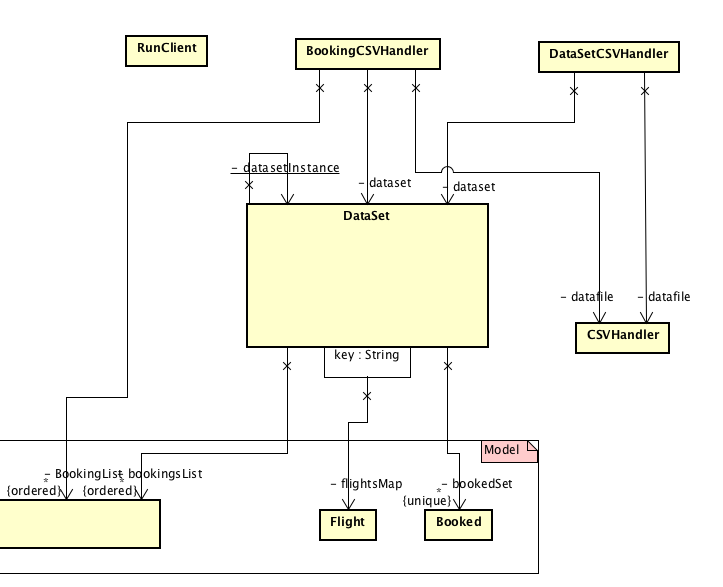 RunClient
BookingCSVHandler
DataSetCSVHandler
- datasetInstance
- dataset
- dataset
DataSet
- datafile
- datafile
CSVHandler
key : String
Model
- BookingList
- bookingsList
*
*
{ordered}
{ordered}
- flightsMap
- bookedSet
*
{unique}
Flight
Booked